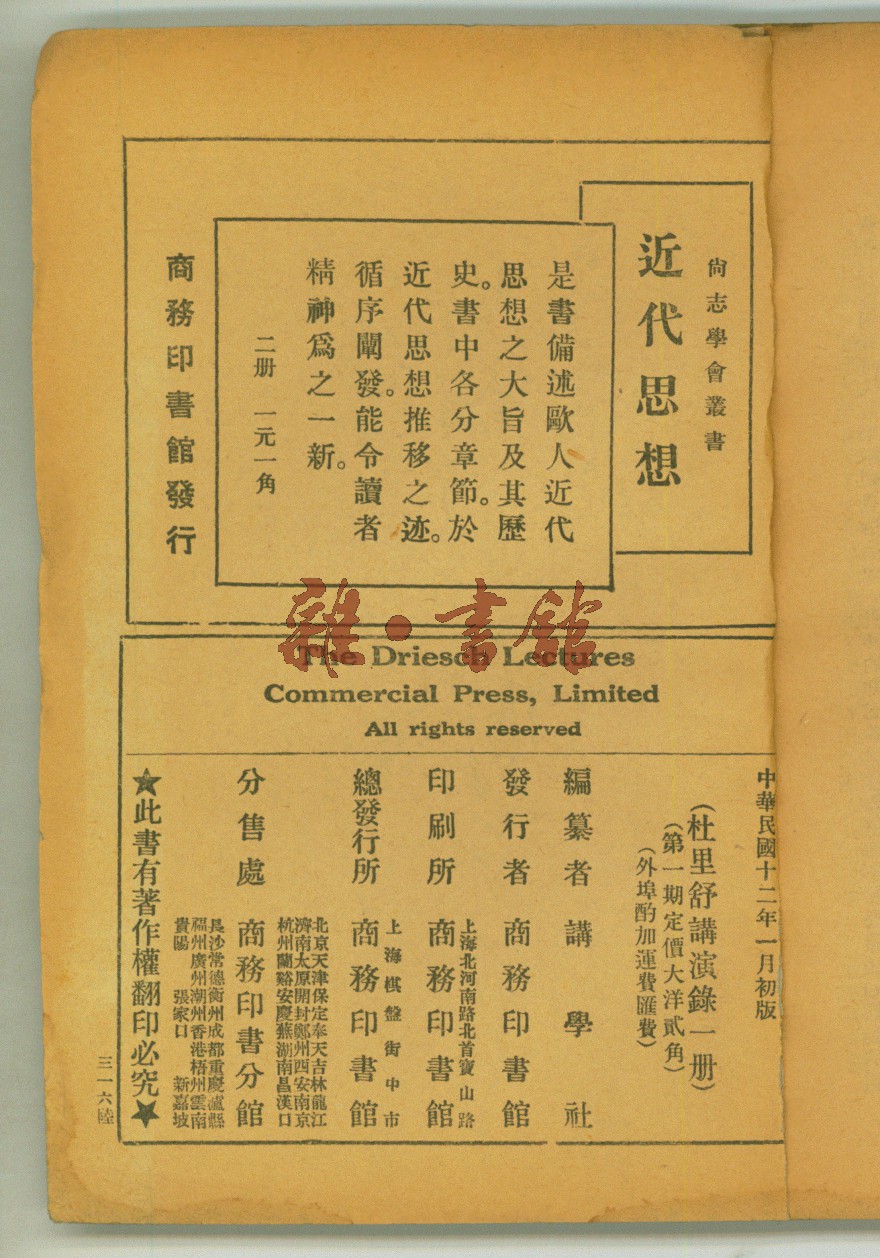 尙志學會叢書
近代思想
是書備述歐人近代
思想之大旨及其歷
史。書中各分章節。於
近代思想推移之迹。
循序闡發。能令讀者
精神爲之一新。
二册 一元一角
商務印書館發行
雜·書館
The Driesch Lectures
Commercial Press, Limited
All rights reserved
中華民國十二年一月初版
（杜里舒講演錄一册）
（第一期定價大洋貳角）
（外埠酌加運費匯費）
編纂者 講學社
發行者 商務印書館
印刷所 上海北河南路北首寶山路 商務印書館
總發行所 上海棋盤街中市 商務印書館
分售處 商務印書分館
北京天津保定奉天吉林龍江
濟南太原開封鄭州西安南京
杭州蘭谿安慶蕪湖南昌漢口
長沙常德衡州成都重慶瀘縣
福州廣州潮州香港梧州雲南
貴陽 張家口 新嘉坡
★此書有著作權翻印必究★
三一六陸